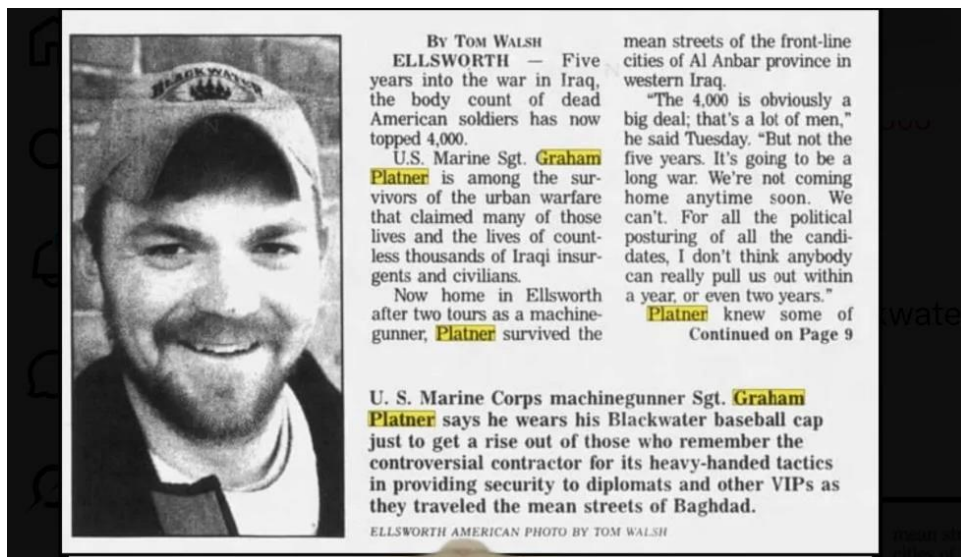 BLACKWATER
BY TOM WALSH
ELLSWORTH — Five
years into the war in Iraq,
the body count of dead
American soldiers has now
topped 4,000.
U.S. Marine Sgt. Graham
Platner is among the sur-
vivors of the urban warfare
that claimed many of those
lives and the lives of count-
less thousands of Iraqi insur-
gents and civilians.
Now home in Ellsworth
after two tours as a machine-
gunner, Platner survived the
mean streets of the front-line
cities of Al Anbar province in
western Iraq.
“The 4,000 is obviously a
big deal; that’s a lot of men,”
he said Tuesday. “But not the
five years. It’s going to be a
long war. We’re not coming
home anytime soon. We
can’t. For all the political
posturing of all the candi-
dates, I don’t think anybody
can really pull us out within
a year, or even two years.”
Platner knew some of
Continued on Page 9
U. S. Marine Corps machinegunner Sgt. Graham
Platner says he wears his Blackwater baseball cap
just to get a rise out of those who remember the
controversial contractor for its heavy-handed tactics
in providing security to diplomats and other VIPs as
they traveled the mean streets of Baghdad.
ELLSWORTH AMERICAN PHOTO BY TOM WALSH